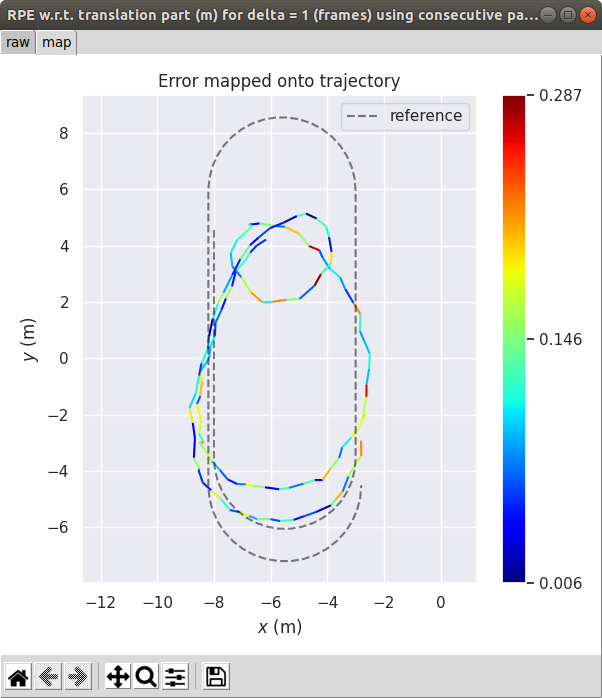 RPE w.r.t. translation part (m) for delta = 1 (frames) using consecutive pa...
raw map
Error mapped onto trajectory
reference
0.287
0.146
0.006
8
6
4
2
0
−2
−4
−6
y (m)
−12 −10 −8 −6 −4 −2 0
x (m)